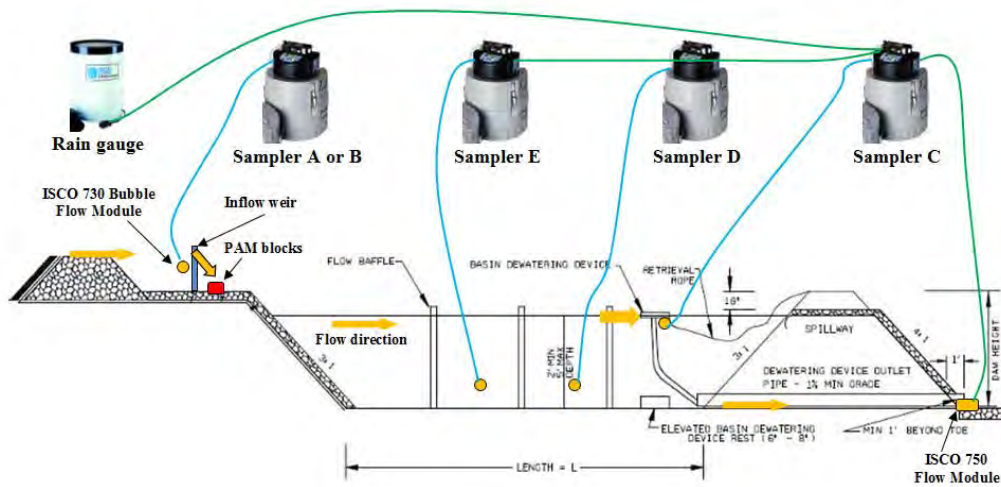 Rain gauge
Sampler A or B
Sampler E
Sampler D
Sampler C
ISCO 730 Bubble
Flow Module
Inflow weir
PAM blocks
FLOW BAFFLE
BASIN DEWATERING DEVICE
RETRIEVAL
ROPE
16"
SPILLWAY
DAM HEIGHT
Flow direction
3:1
2' MIN
5' MAX
DEPTH
3:1
4:1
1'
DEWATERING DEVICE OUTLET
PIPE - 1% MIN GRADE
ELEVATED BASIN DEWATERING
DEVICE REST (6" - 8")
MIN 1' BEYOND TOE
LENGTH = L
ISCO 750
Flow Module